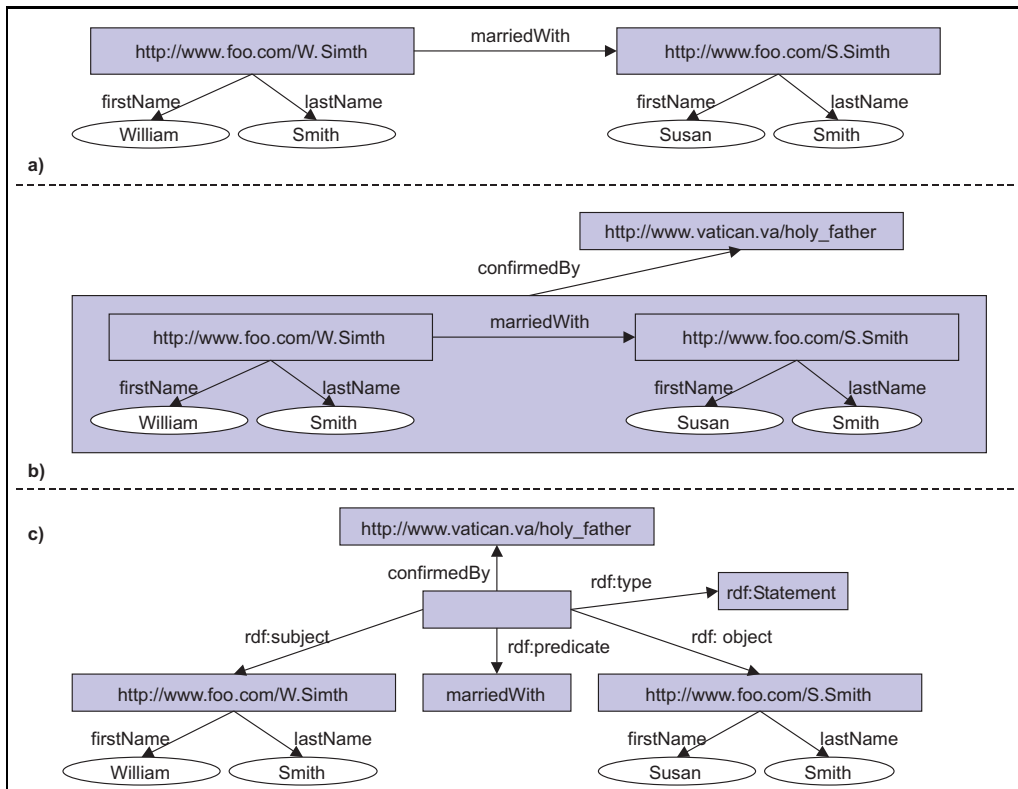 marriedWith
http://www.foo.com/W.Simth
http://www.foo.com/S.Simth
firstName
lastName
firstName
lastName
William
Smith
Susan
Smith
a)
http://www.vatican.va/holy_father
confirmedBy
marriedWith
http://www.foo.com/W.Simth
http://www.foo.com/S.Smith
firstName
lastName
firstName
lastName
William
Smith
Susan
Smith
b)
c)
http://www.vatican.va/holy_father
confirmedBy
rdf:type
rdf:Statement
rdf:subject
rdf:predicate
rdf: object
http://www.foo.com/W.Simth
marriedWith
http://www.foo.com/S.Smith
firstName
lastName
firstName
lastName
William
Smith
Susan
Smith